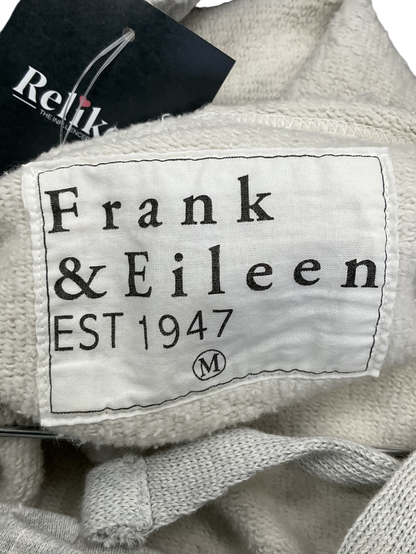 Relik
Frank
& Eileen
EST 1947
M